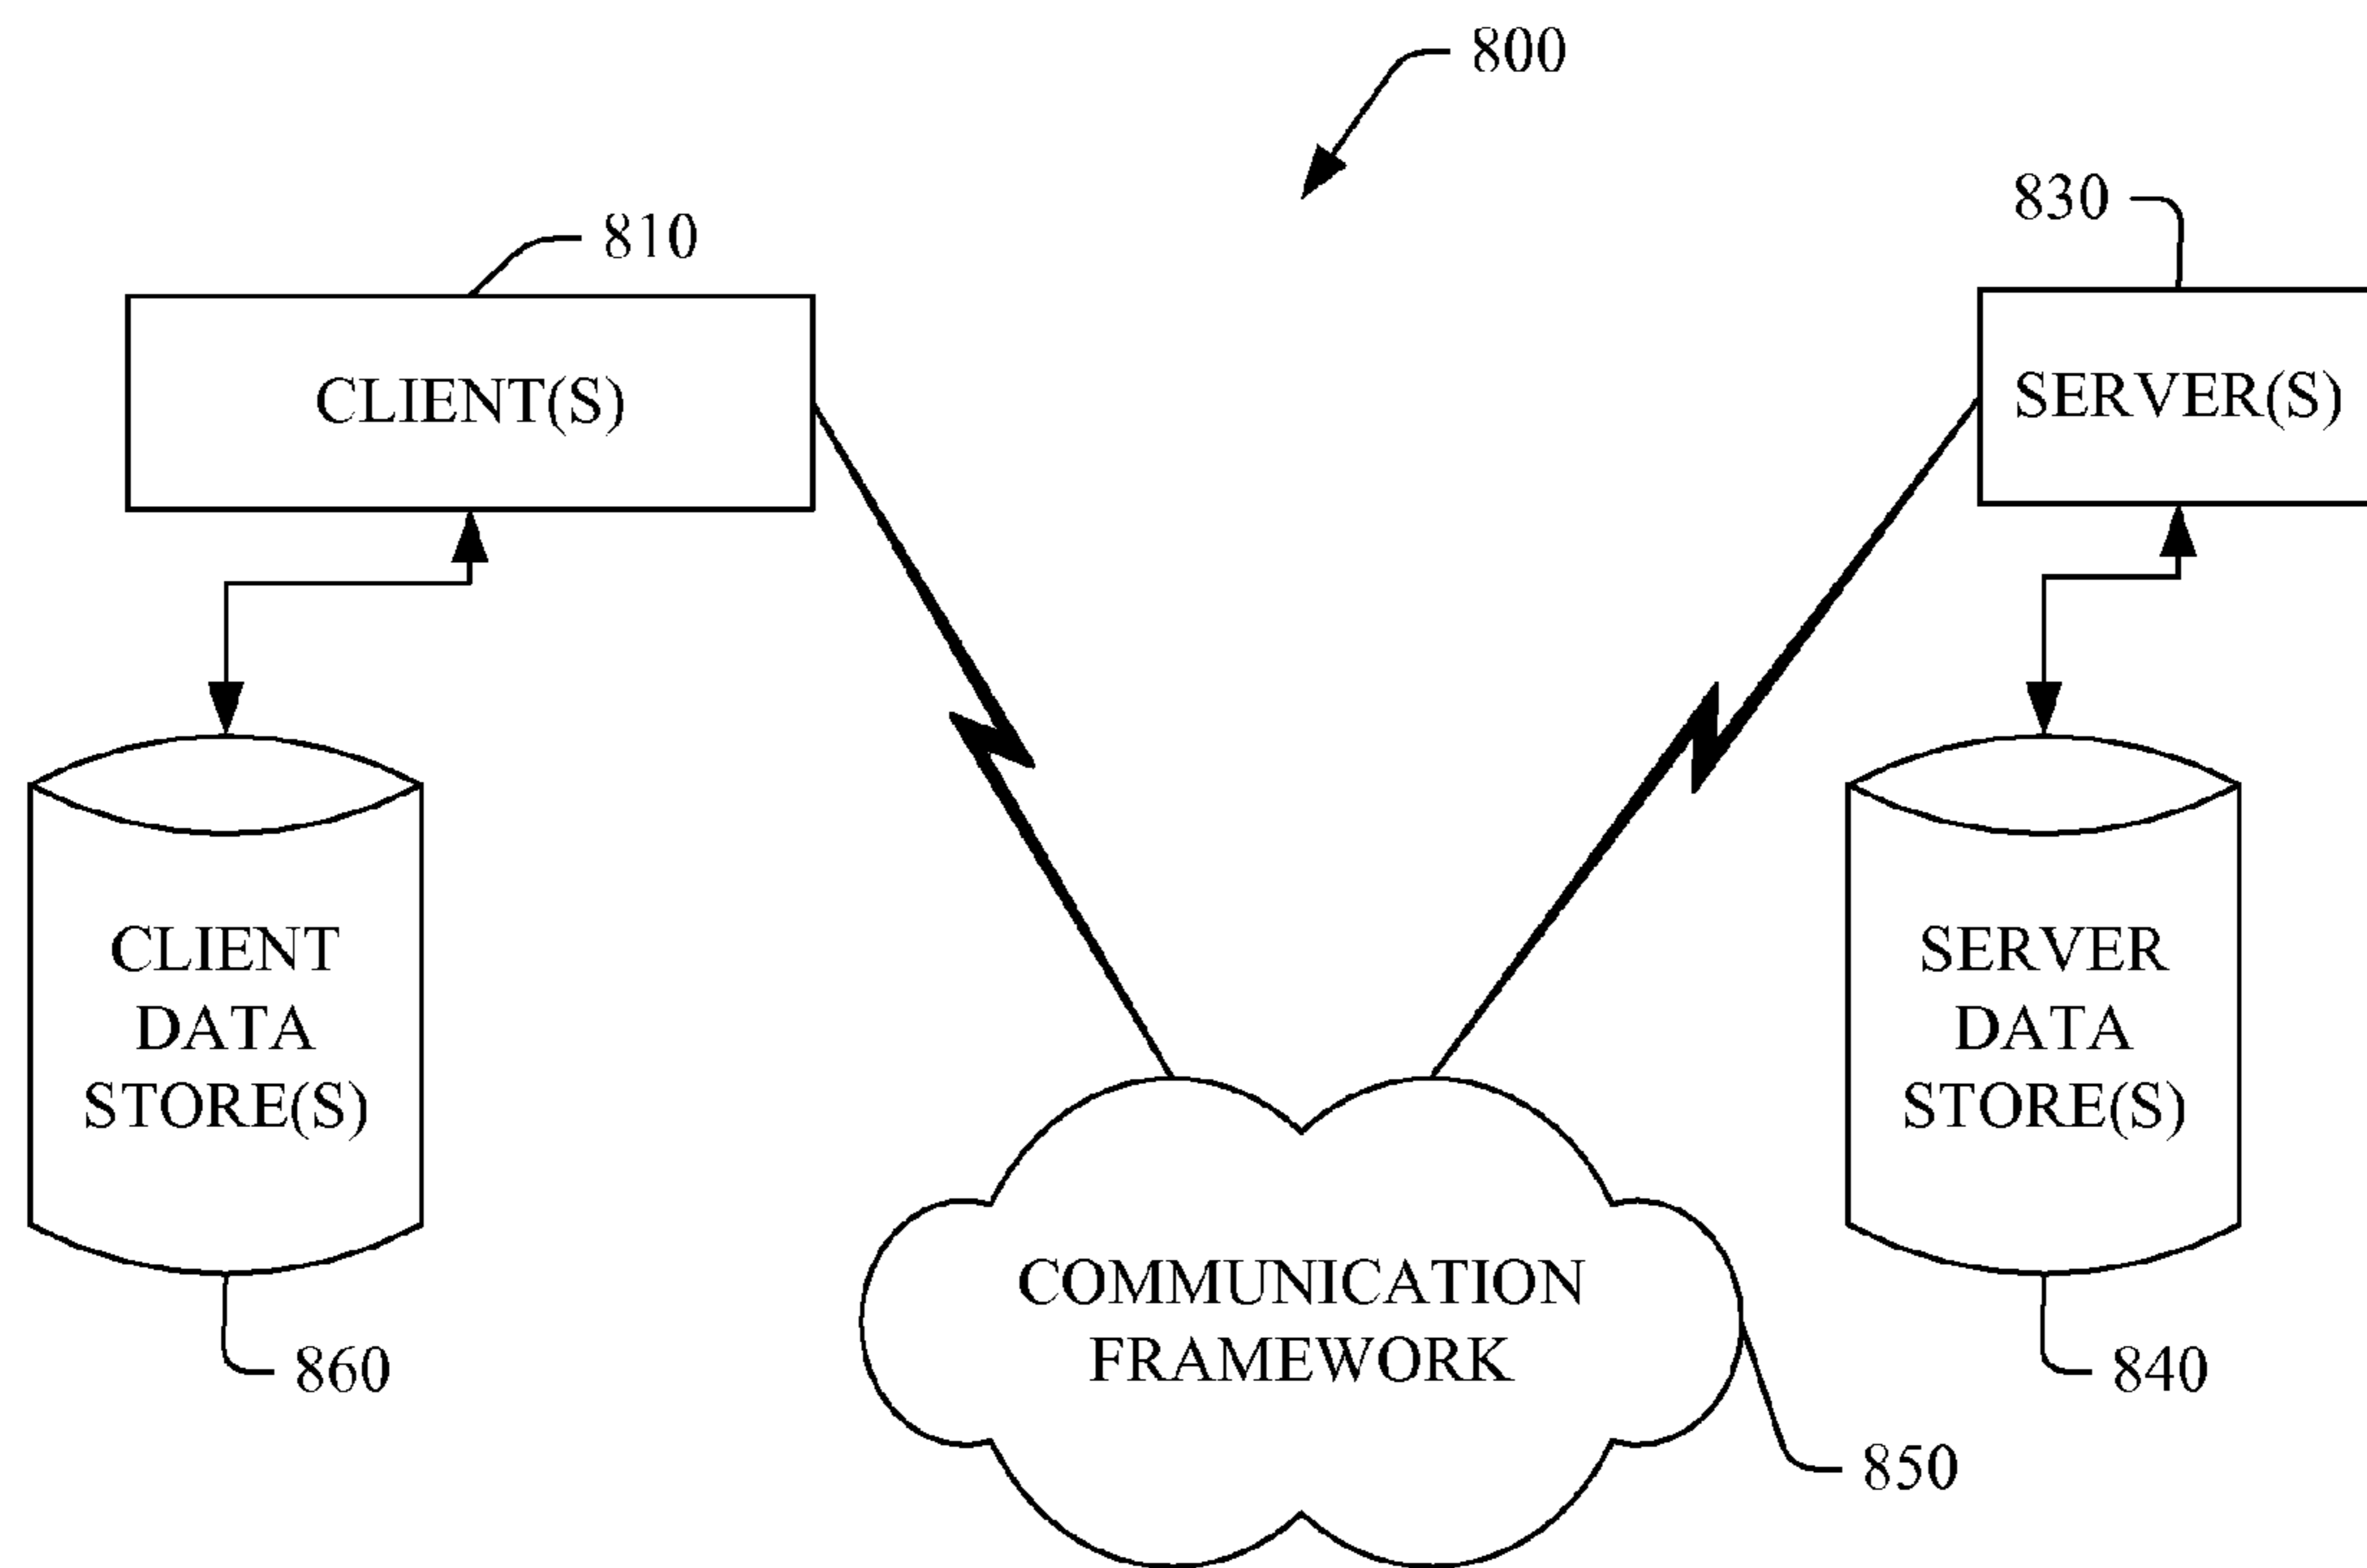 800
810
830
CLIENT(S)
SERVER(S)
CLIENT
DATA
STORE(S)
SERVER
DATA
STORE(S)
COMMUNICATION
FRAMEWORK
860
840
850